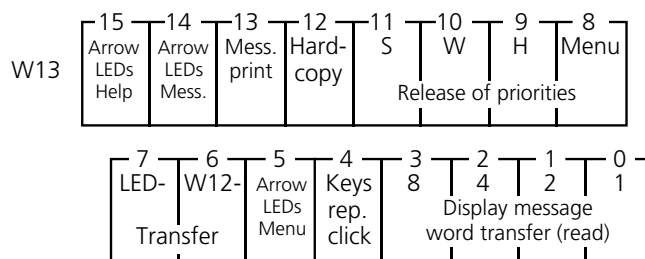 15 14 13 12 11 10 9 8
W13
Arrow LEDs Help
Arrow LEDs Mess.
Mess. print
Hard-copy
S W H Menu
Release of priorities
7 6 5 4 3 2 1 0
LED- W12-
Transfer
Arrow LEDs Menu
Keys rep. click
8 4 2 1
Display message
word transfer (read)